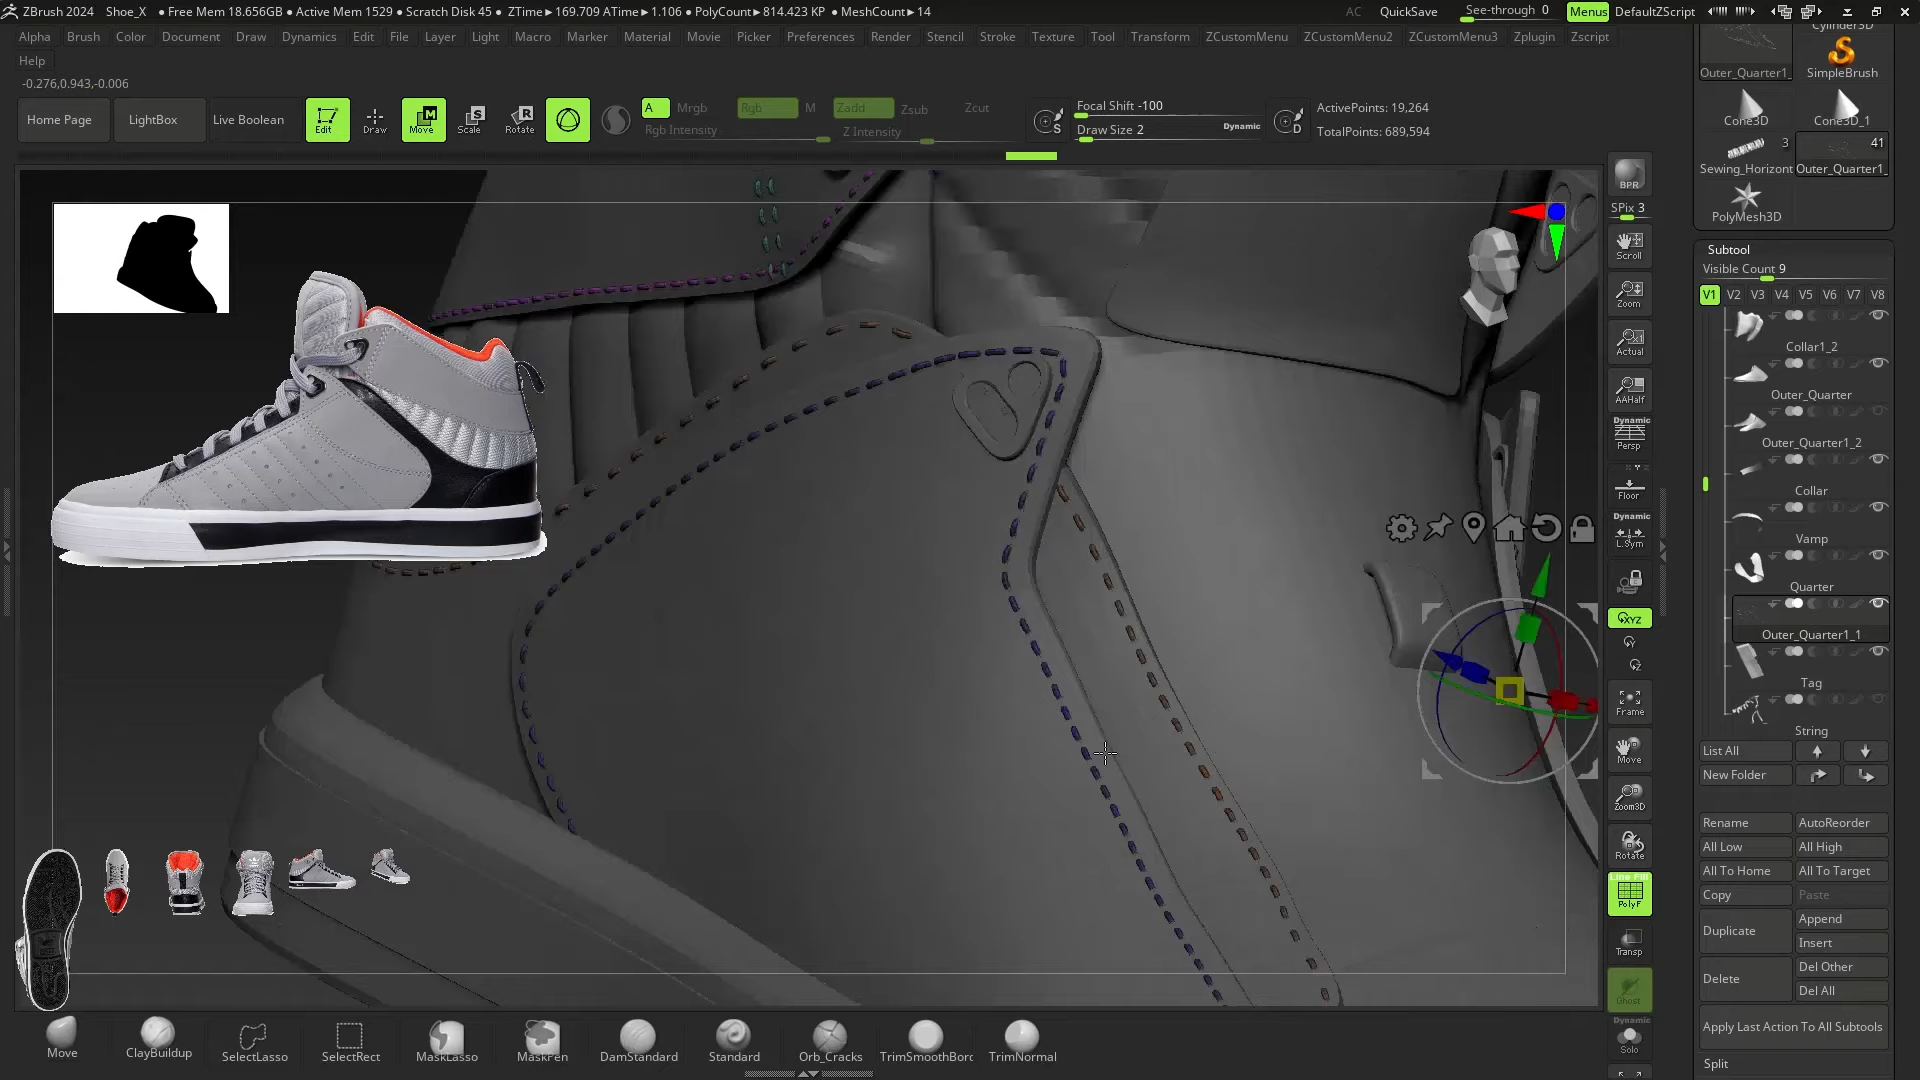 ZBrush 2024 Shoe_X ● Free Mem 18.656GB ● Active Mem 1529 ● Scratch Disk 45 ● ZTime►169.709 ATime►1.106 ● PolyCount►814.423 KP ● MeshCount►14 AC QuickSave See-through 0 Menus DefaultZScript
Alpha Brush Color Document Draw Dynamics Edit File Layer Light Macro Marker Material Movie Picker Preferences Render Stencil Stroke Texture Tool Transform ZCustomMenu ZCustomMenu2 ZCustomMenu3 Zplugin Zscript
Help
-0.276,0.943,-0.006
Home Page LightBox Live Boolean Edit Draw Move Scale Rotate A Mrgb Rgb M Zadd Zsub Zcut
Rgb Intensity Z Intensity
Focal Shift -100
Draw Size 2 Dynamic
S D
ActivePoints: 19,264
TotalPoints: 689,594
BPR
SPix 3
Scroll
Zoom
Actual
AAHalf
Dynamic
Persp
Floor
Dynamic
L.Sym
XYZ
Frame
Move
Zoom3D
Rotate
Line Fill
PolyF
Transp
Ghost
Dynamic
Solo
Outer_Quarter1_ SimpleBrush
Cone3D Cone3D_1
3 41
Sewing_Horizont Outer_Quarter1_
PolyMesh3D
Subtool
Visible Count 9
V1 V2 V3 V4 V5 V6 V7 V8
Collar1_2
Outer_Quarter
Outer_Quarter1_2
Collar
Vamp
Quarter
Outer_Quarter1_1
Tag
String
List All
New Folder
Rename AutoReorder
All Low All High
All To Home All To Target
Copy Paste
Duplicate Append
Insert
Delete Del Other
Del All
Apply Last Action To All Subtools
Split
Move ClayBuildup SelectLasso SelectRect MaskLasso MaskPen DamStandard Standard Orb_Cracks TrimSmoothBorc TrimNormal